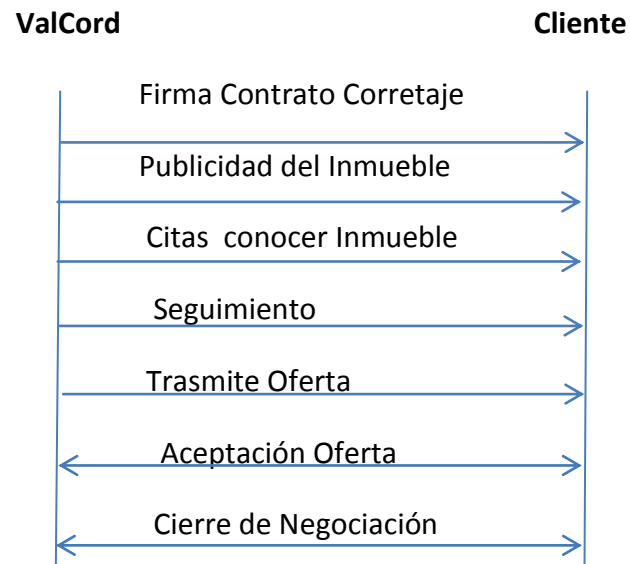 ValCord Cliente
Firma Contrato Corretaje
Publicidad del Inmueble
Citas conocer Inmueble
Seguimiento
Trasmite Oferta
Aceptación Oferta
Cierre de Negociación